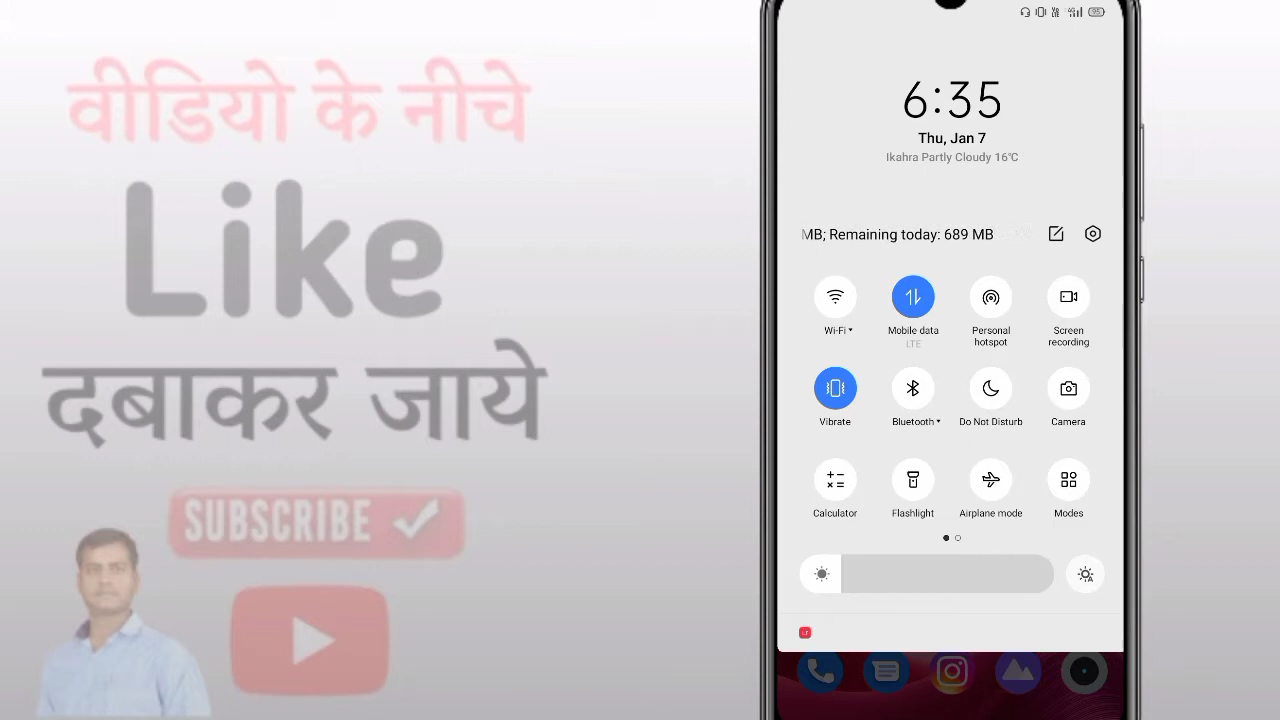 वीडियो के नीचे
Like
दबाकर जाये
SUBSCRIBE
6:35
Thu, Jan 7
Ikahra Partly Cloudy 16°C
MB; Remaining today: 689 MB
Wi-Fi
Mobile data
LTE
Personal hotspot
Screen recording
Vibrate
Bluetooth
Do Not Disturb
Camera
Calculator
Flashlight
Airplane mode
Modes